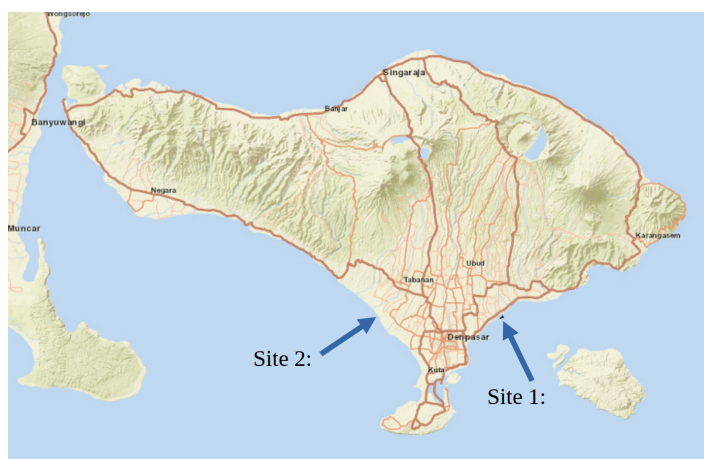 Wongsorejo
Singaraja
Banjar
Banyuwangi
Negara
Muncar
Karangasem
Ubud
Tabanan
Denpasar
Site 2:
Kuta
Site 1: